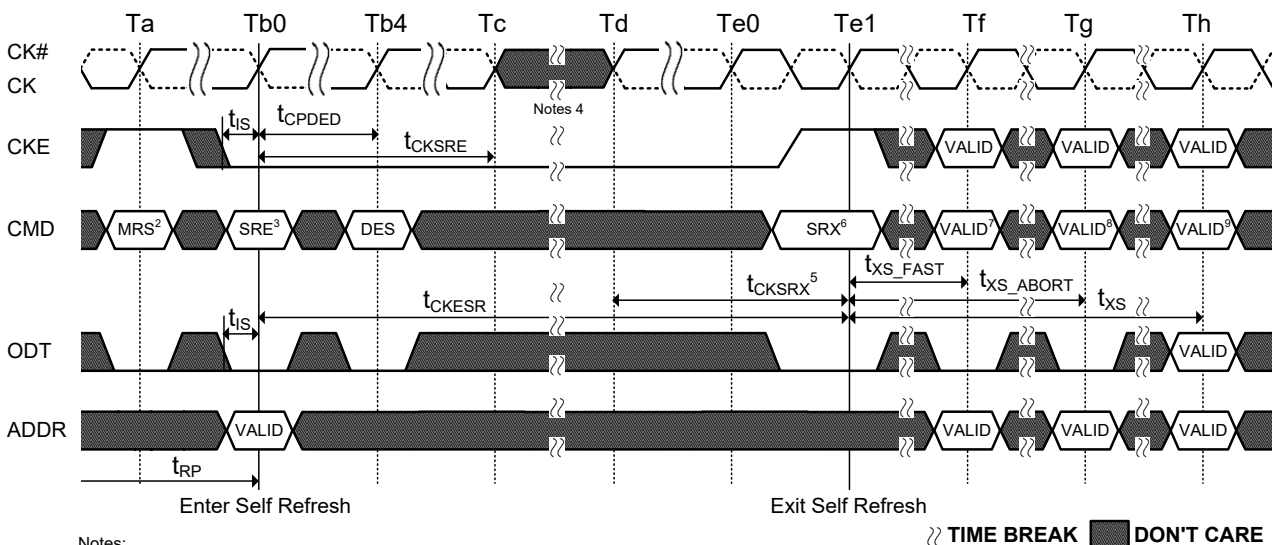 Ta Tb0 Tb4 Tc Td Te0 Te1 Tf Tg Th
CK#
CK
Notes 4
tIS tCPDED
tCKSRE
CKE VALID VALID VALID
CMD MRS² SRE³ DES SRX⁶ VALID⁷ VALID⁸ VALID⁹
tXS_FAST
tCKSRX⁵ tXS_ABORT
tIS tCKESR tXS
ODT VALID
ADDR VALID VALID VALID VALID
tRP
Enter Self Refresh Exit Self Refresh
TIME BREAK DON'T CARE
Notes: